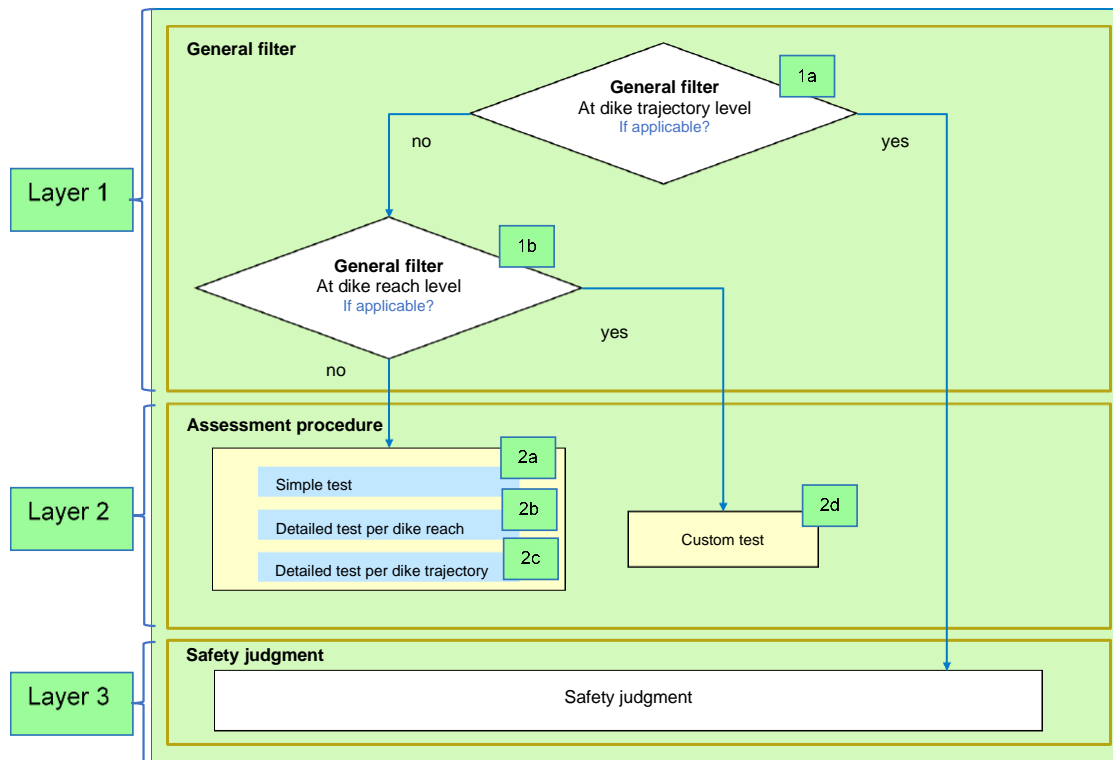 General filter
1a
General filter
At dike trajectory level
If applicable?
no
yes
Layer 1
1b
General filter
At dike reach level
If applicable?
yes
no
Assessment procedure
2a
Simple test
2b
Detailed test per dike reach
2c
Detailed test per dike trajectory
2d
Custom test
Layer 2
Safety judgment
Safety judgment
Layer 3